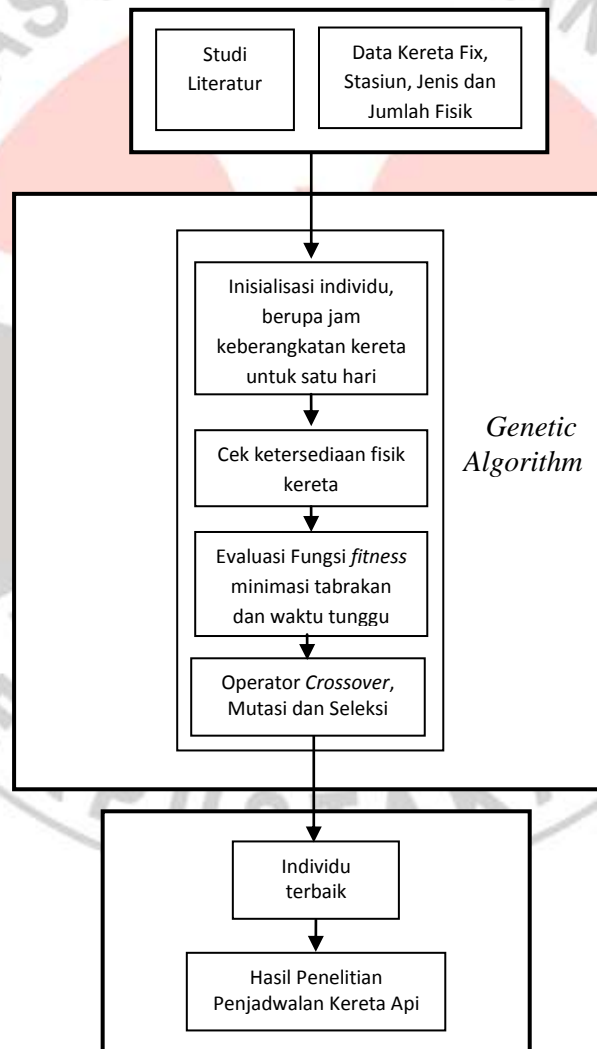 Studi
Literatur
Data Kereta Fix,
Stasiun, Jenis dan
Jumlah Fisik
Inisialisasi individu,
berupa jam
keberangkatan kereta
untuk satu hari
Cek ketersediaan fisik
kereta
Evaluasi Fungsi fitness
minimasi tabrakan
dan waktu tunggu
Operator Crossover,
Mutasi dan Seleksi
Genetic
Algorithm
Individu
terbaik
Hasil Penelitian
Penjadwalan Kereta Api